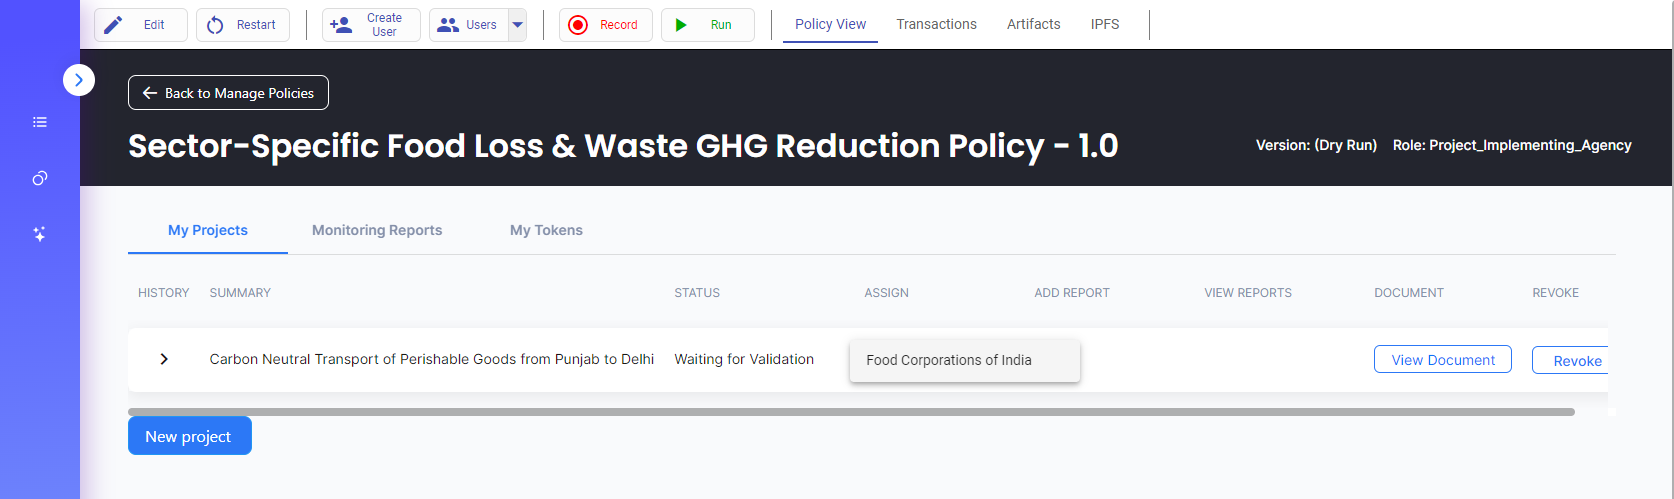 Edit
Restart
Create
User
Users
Record
Run
Policy View
Transactions
Artifacts
IPFS
Back to Manage Policies
Sector-Specific Food Loss & Waste GHG Reduction Policy - 1.0
Version: (Dry Run) Role: Project_Implementing_Agency
My Projects
Monitoring Reports
My Tokens
HISTORY SUMMARY STATUS ASSIGN ADD REPORT VIEW REPORTS DOCUMENT REVOKE
Carbon Neutral Transport of Perishable Goods from Punjab to Delhi Waiting for Validation Food Corporations of India View Document Revoke
New project